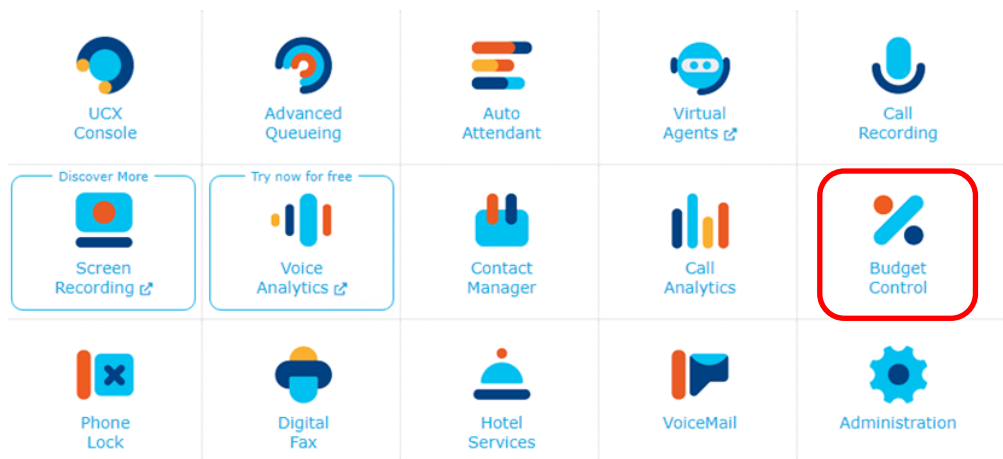 UCX
Console
Advanced
Queueing
Auto
Attendant
Virtual
Agents
Call
Recording
Discover More
Screen
Recording
Try now for free
Voice
Analytics
Contact
Manager
Call
Analytics
Budget
Control
Phone
Lock
Digital
Fax
Hotel
Services
VoiceMail
Administration